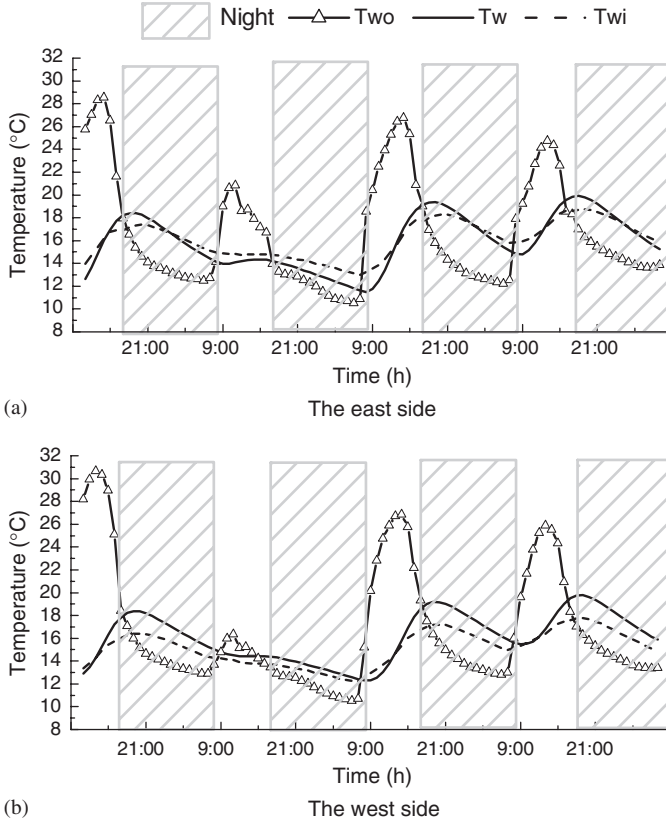 Night Two Tw Twi
Temperature (°C)
32
30
28
26
24
22
20
18
16
14
12
10
8
21:00 9:00 21:00 9:00 21:00 9:00 21:00
Time (h)
(a) The east side
Temperature (°C)
32
30
28
26
24
22
20
18
16
14
12
10
8
21:00 9:00 21:00 9:00 21:00 9:00 21:00
Time (h)
(b) The west side